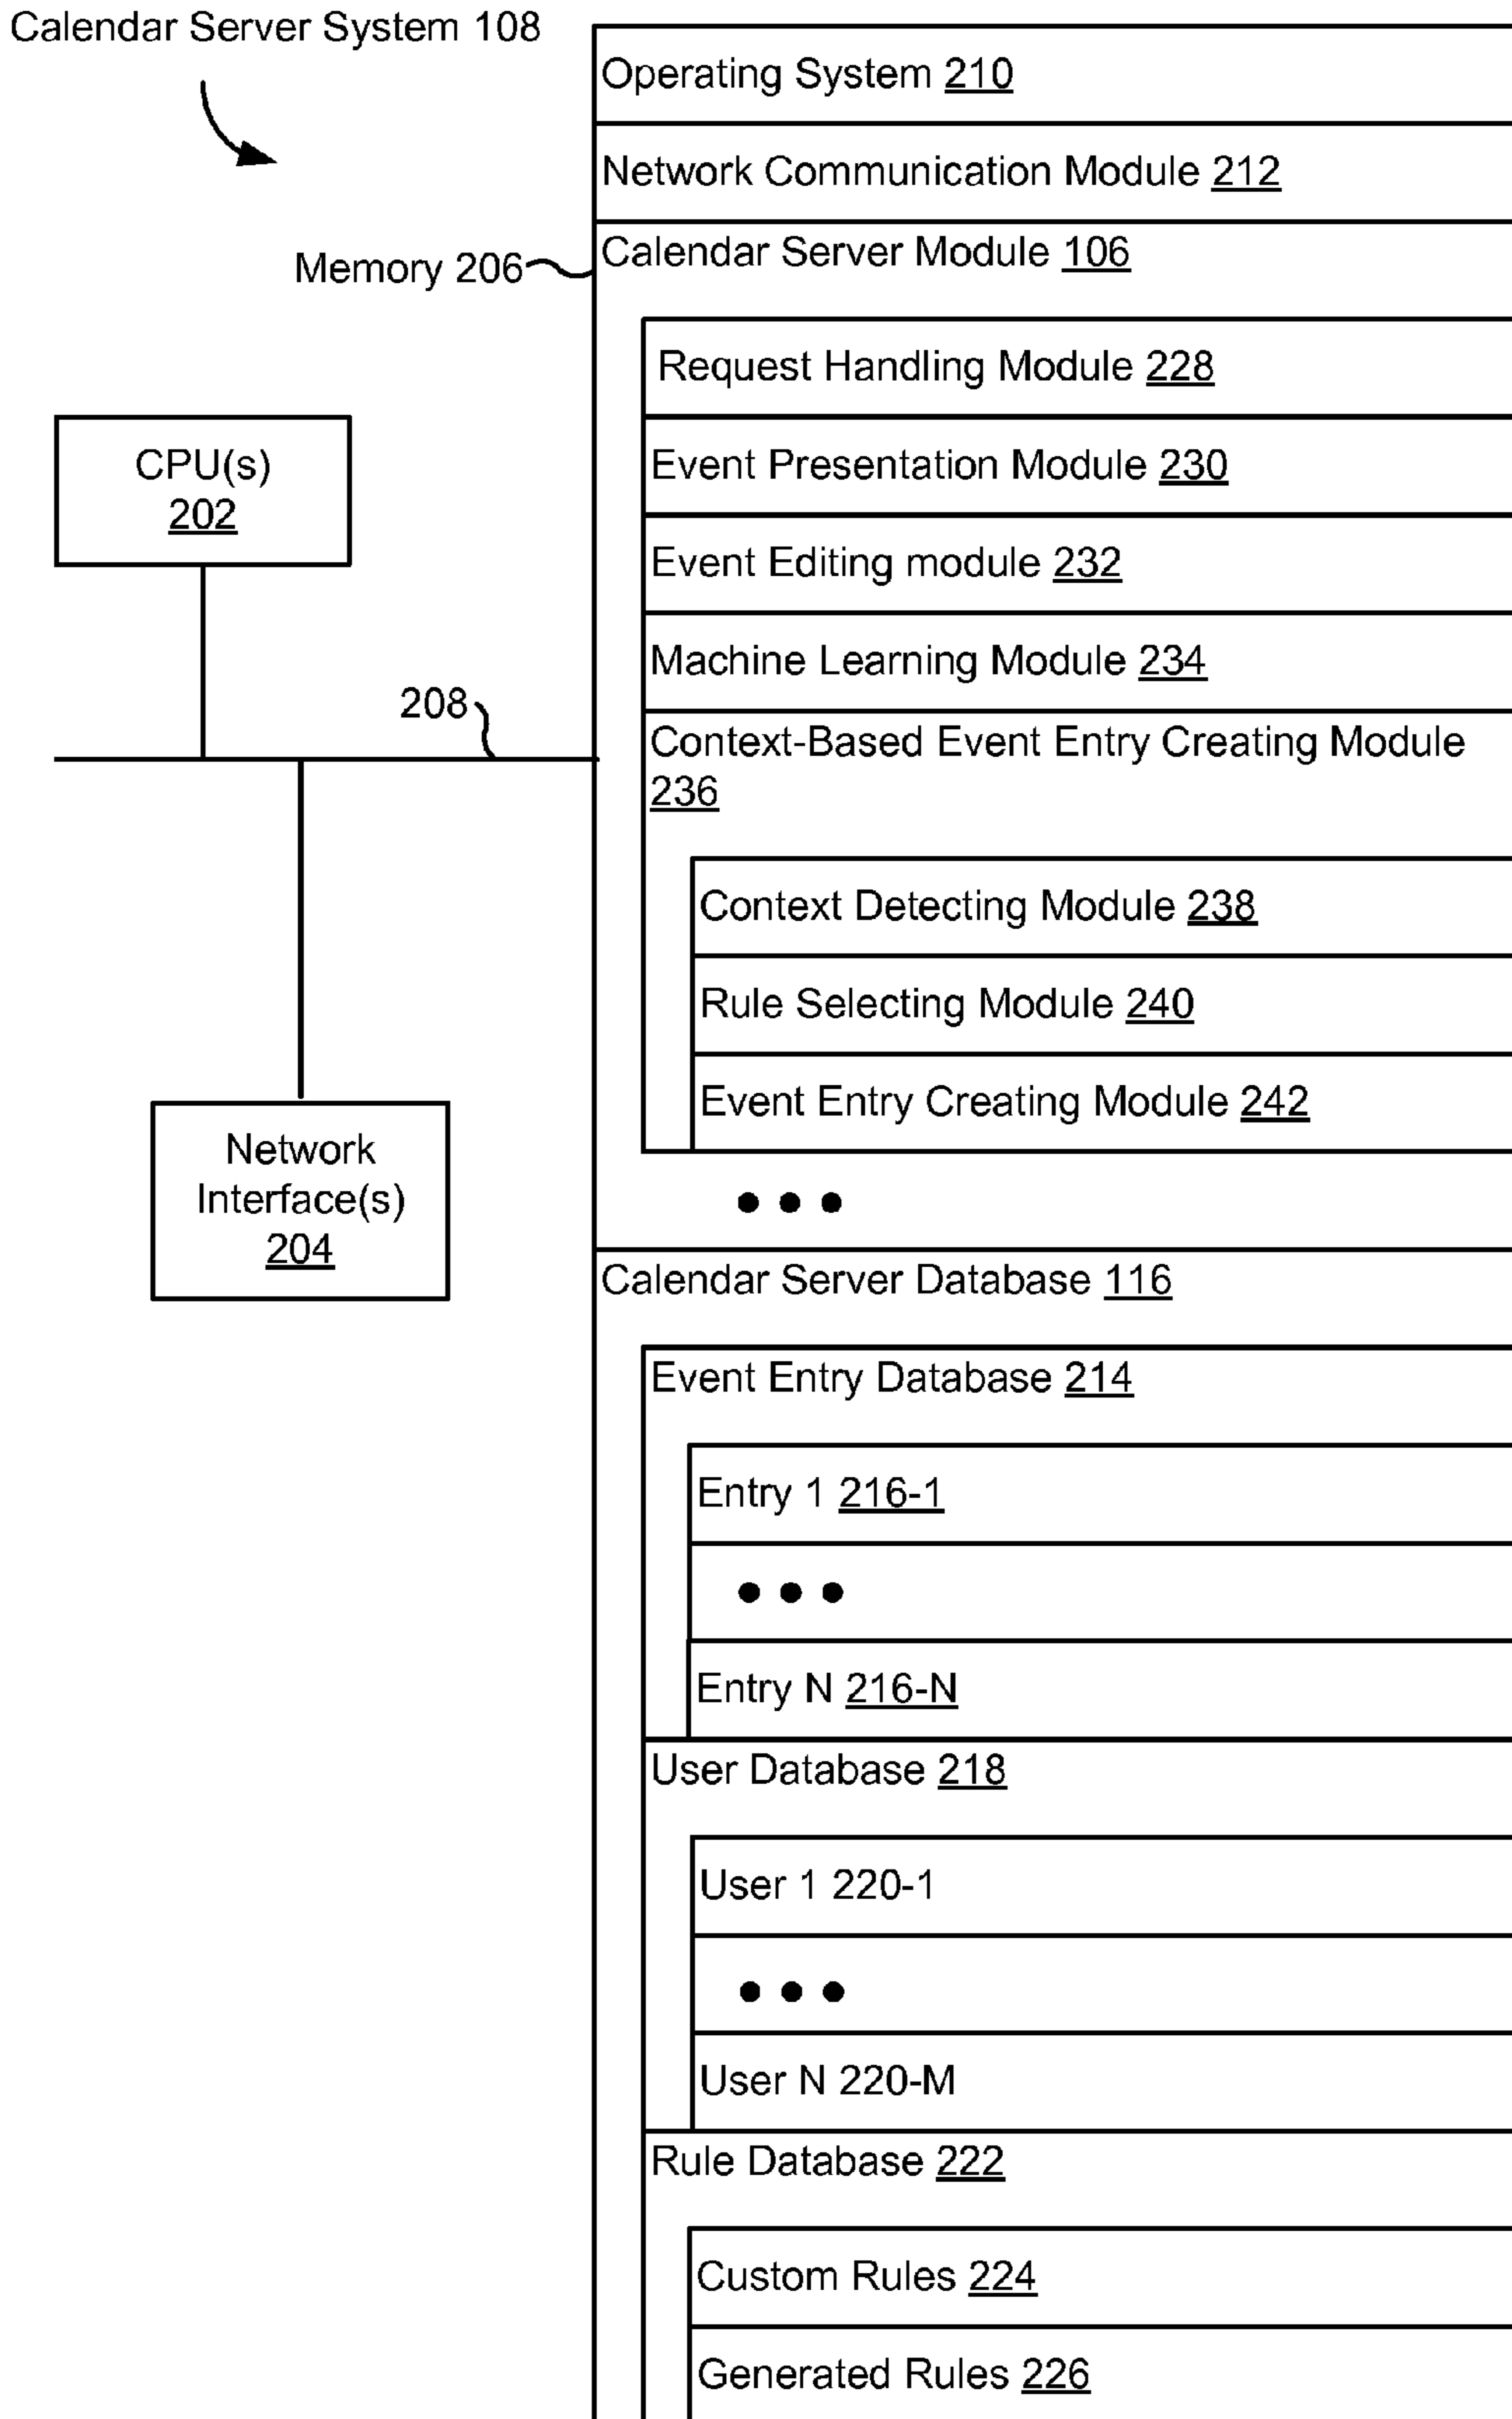 Calendar Server System 108
Operating System 210
Network Communication Module 212
Memory 206
Calendar Server Module 106
Request Handling Module 228
CPU(s)
202
Event Presentation Module 230
Event Editing module 232
Machine Learning Module 234
208
Context-Based Event Entry Creating Module
236
Context Detecting Module 238
Rule Selecting Module 240
Event Entry Creating Module 242
Network
Interface(s)
204
Calendar Server Database 116
Event Entry Database 214
Entry 1 216-1
Entry N 216-N
User Database 218
User 1 220-1
User N 220-M
Rule Database 222
Custom Rules 224
Generated Rules 226